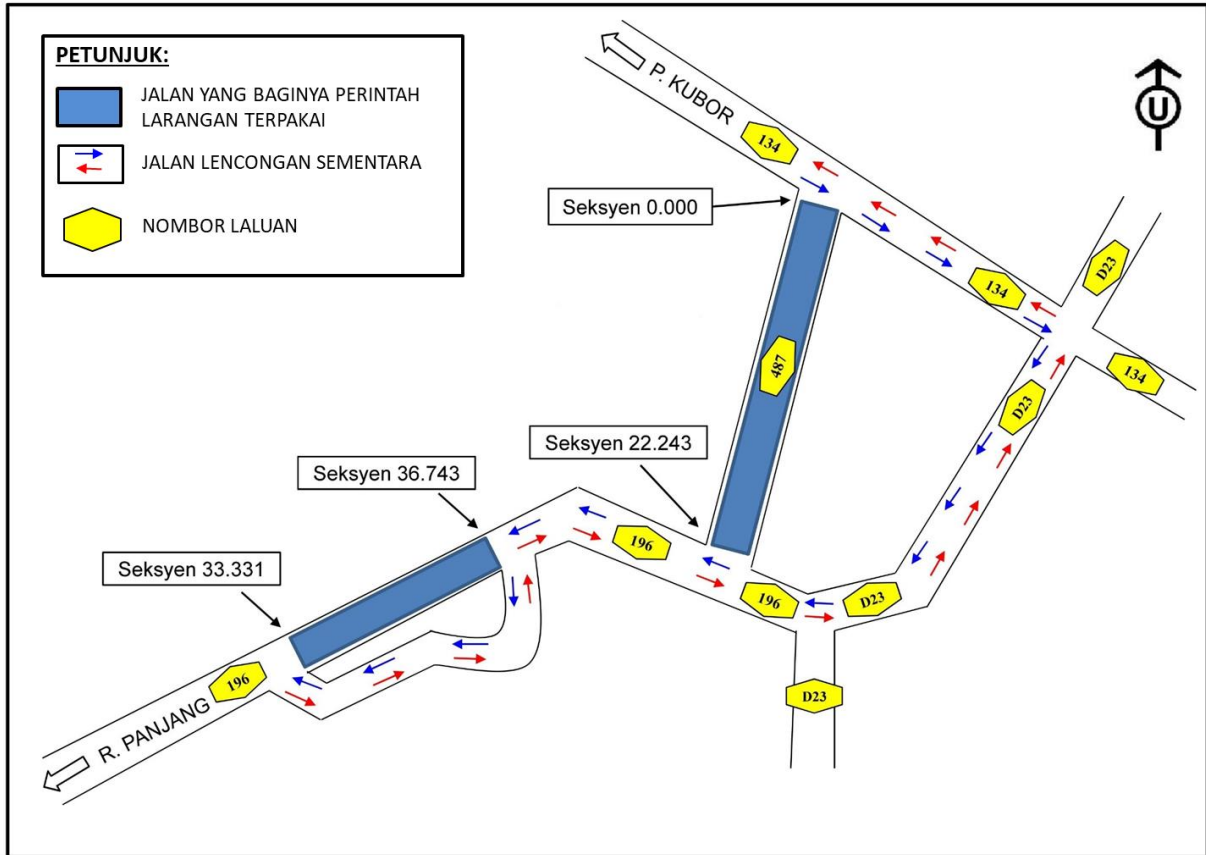 PETUNJUK:
JALAN YANG BAGINYA PERINTAH
LARANGAN TERPAKAI
JALAN LENCONGAN SEMENTARA
NOMBOR LALUAN
P. KUBOR
U
134
Seksyen 0.000
D23
134
134
487
D23
Seksyen 22.243
Seksyen 36.743
196
Seksyen 33.331
196
D23
196
R. PANJANG
D23